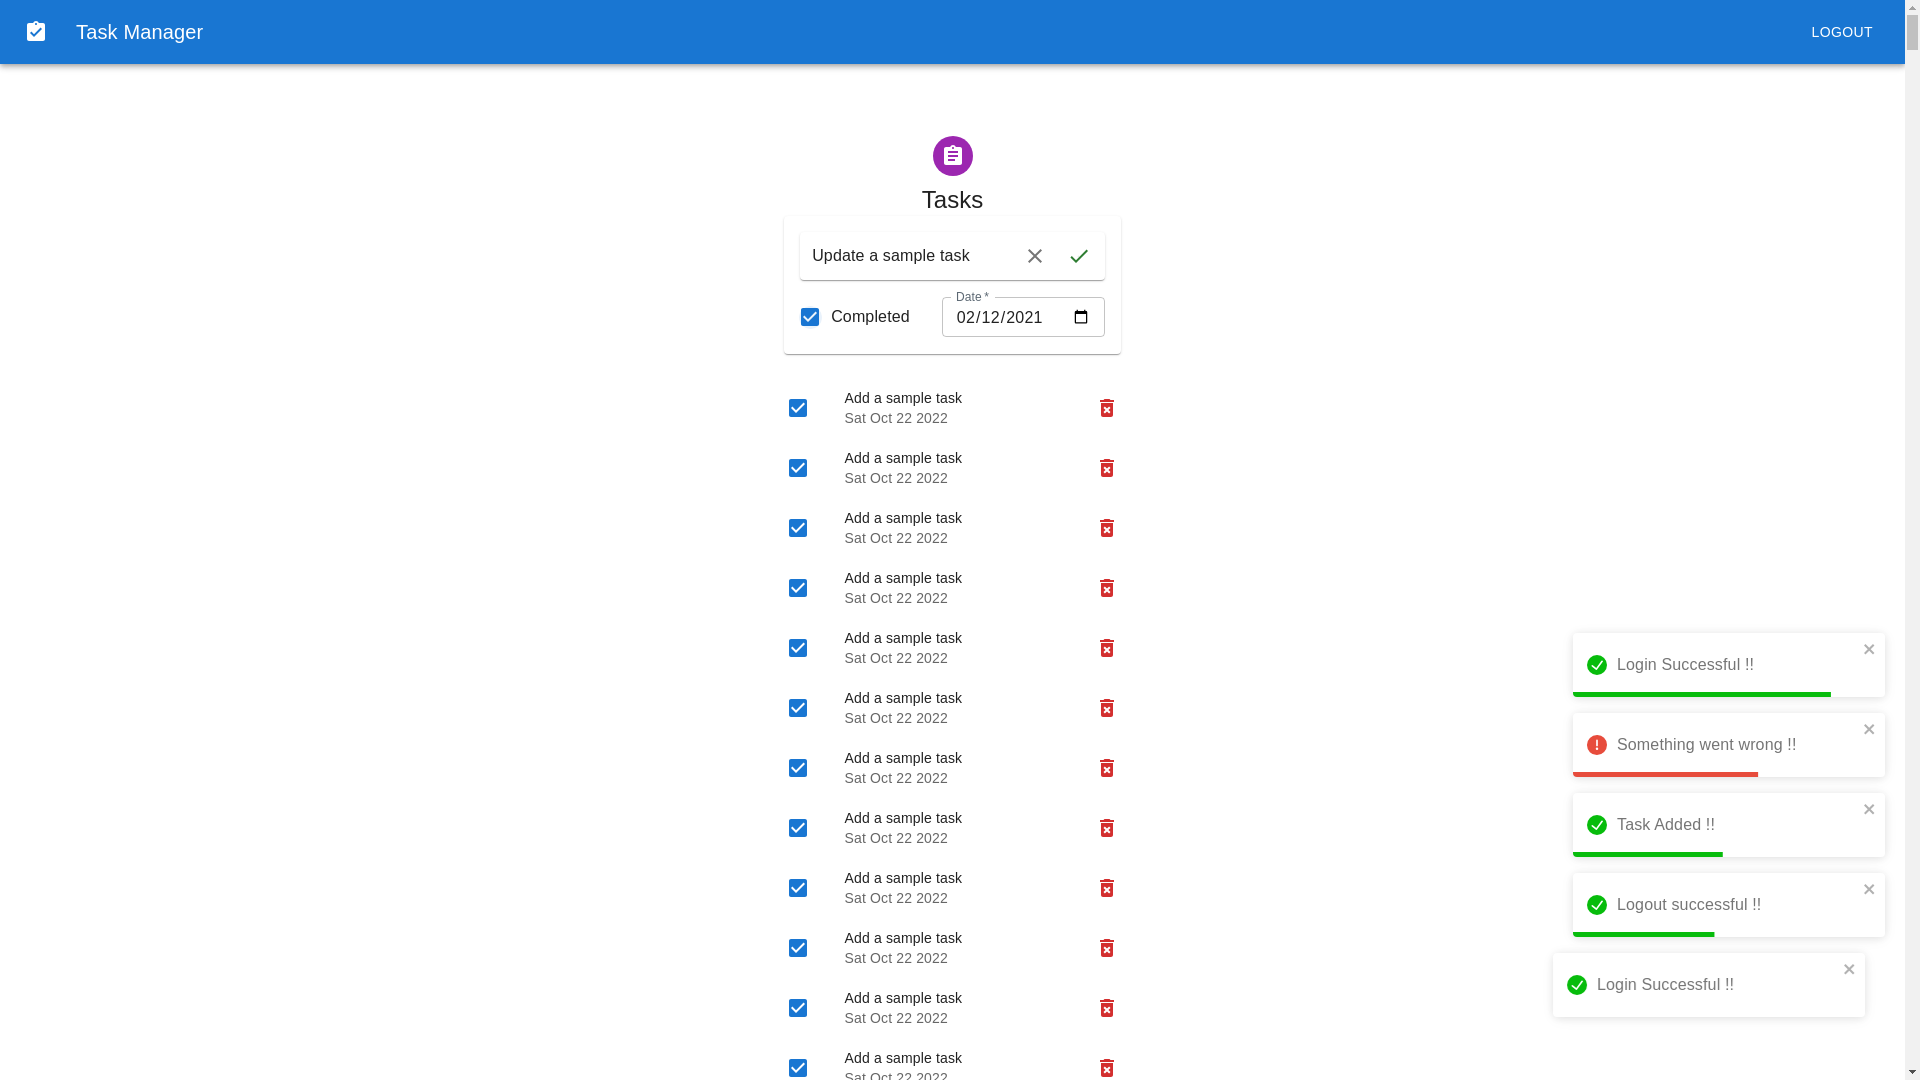 Task Manager
LOGOUT
Tasks
Update a sample task
Completed
Date *
02/12/2021
Add a sample task
Sat Oct 22 2022
Add a sample task
Sat Oct 22 2022
Add a sample task
Sat Oct 22 2022
Add a sample task
Sat Oct 22 2022
Add a sample task
Sat Oct 22 2022
Add a sample task
Sat Oct 22 2022
Add a sample task
Sat Oct 22 2022
Add a sample task
Sat Oct 22 2022
Add a sample task
Sat Oct 22 2022
Add a sample task
Sat Oct 22 2022
Add a sample task
Sat Oct 22 2022
Add a sample task
Sat Oct 22 2022
Login Successful !!
Something went wrong !!
Task Added !!
Logout successful !!
Login Successful !!